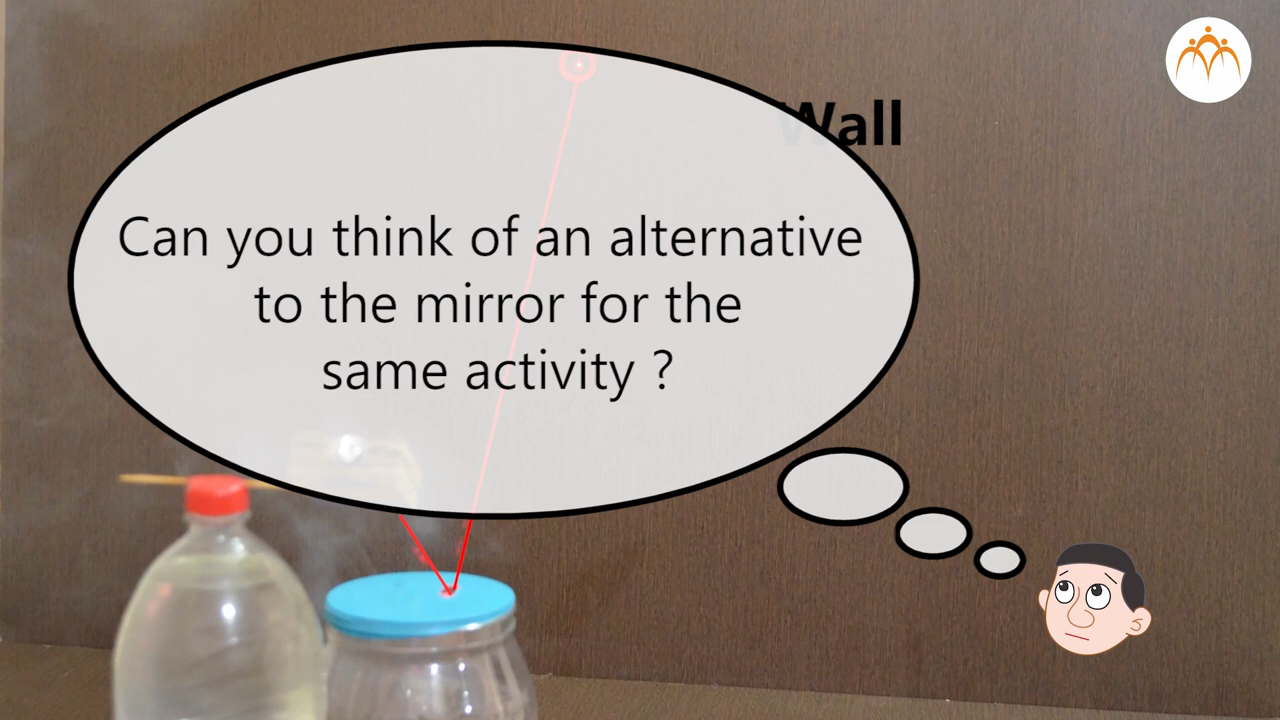 Wall
Can you think of an alternative
to the mirror for the
same activity ?